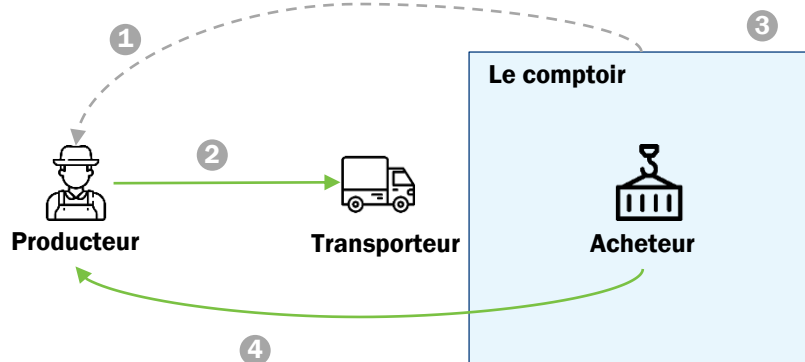 1
3
Le comptoir
2
Producteur
Transporteur
Acheteur
4